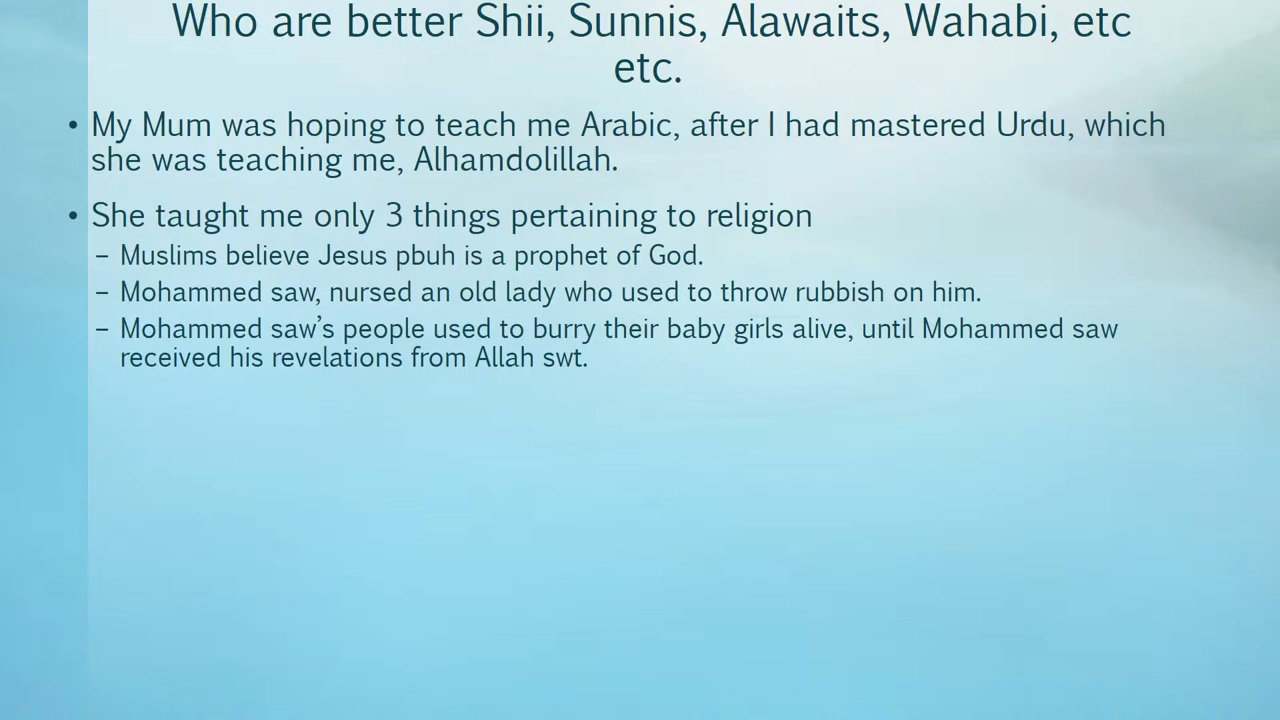 Who are better Shii, Sunnis, Alawaits, Wahabi, etc
etc.
• My Mum was hoping to teach me Arabic, after I had mastered Urdu, which
she was teaching me, Alhamdolillah.
• She taught me only 3 things pertaining to religion
– Muslims believe Jesus pbuh is a prophet of God.
– Mohammed saw, nursed an old lady who used to throw rubbish on him.
– Mohammed saw’s people used to burry their baby girls alive, until Mohammed saw
received his revelations from Allah swt.